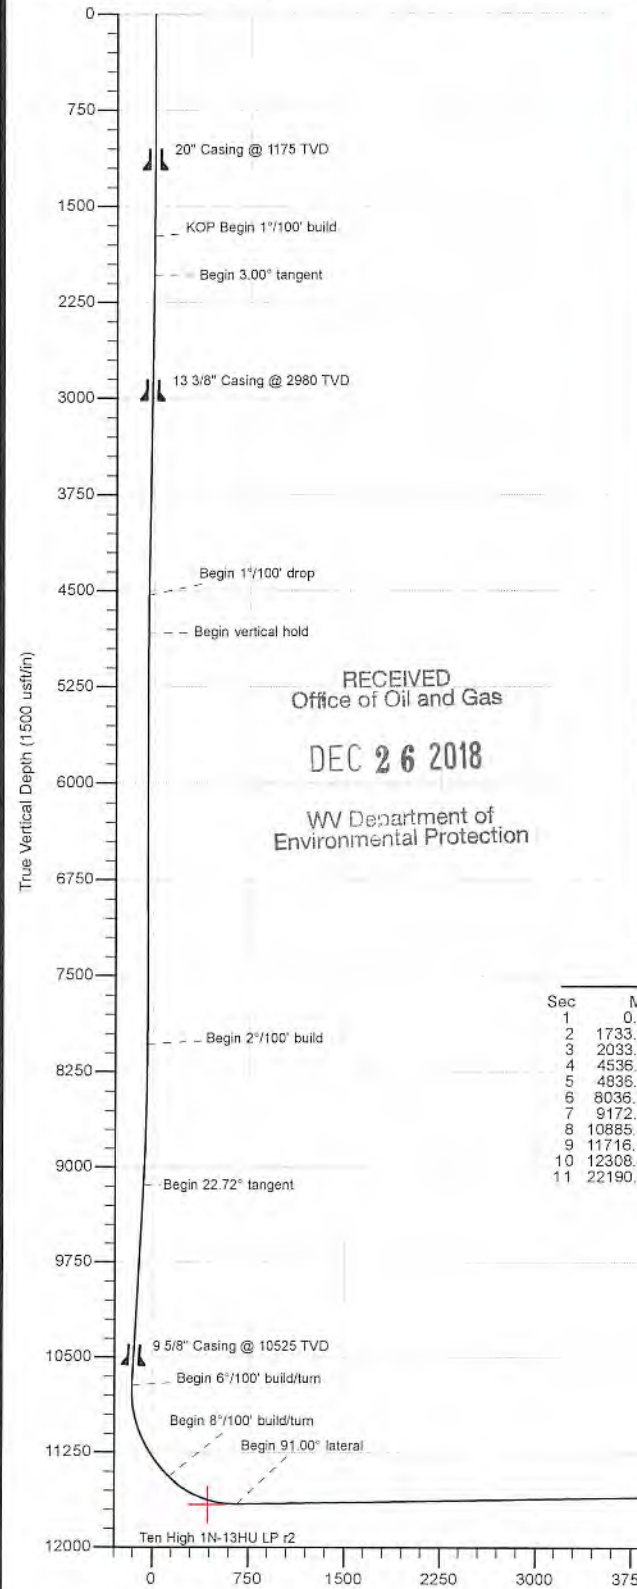 0
750
20" Casing @ 1175 TVD
1500
KOP Begin 1°/100' build
Begin 3.00° tangent
2250
13 3/8" Casing @ 2980 TVD
3000
3750
Begin 1°/100' drop
4500
Begin vertical hold
5250
RECEIVED
Office of Oil and Gas
DEC 26 2018
6000
WV Department of
Environmental Protection
True Vertical Depth (1500 usft/in)
6750
7500
Sec M
1 0.
2 1733.
3 2033.
4 4536.
5 4836.
6 8036.
7 9172.
8 10885.
9 11716.
10 12308.
11 22190.
Begin 2°/100' build
8250
9000
Begin 22.72° tangent
9750
9 5/8" Casing @ 10525 TVD
10500
Begin 6°/100' build/turn
Begin 8°/100' build/turn
11250
Begin 91.00° lateral
Ten High 1N-13HU LP r2
12000
0 750 1500 2250 3000 375